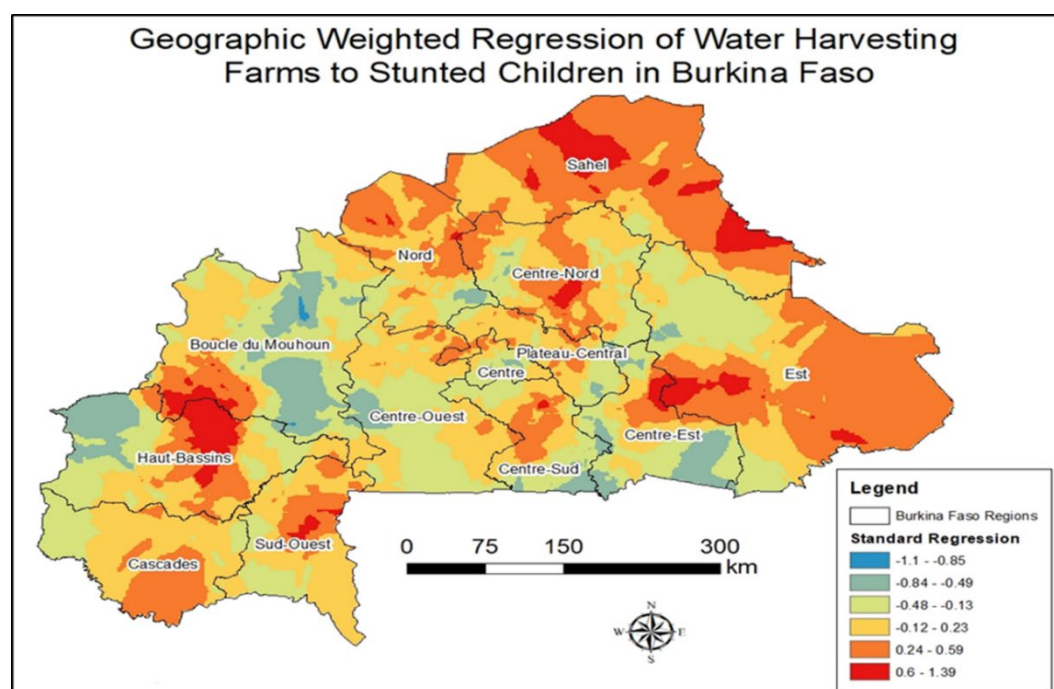 Geographic Weighted Regression of Water Harvesting
Farms to Stunted Children in Burkina Faso
Sahel
Nord
Centre-Nord
Boucle du Mouhoun
Plateau-Central
Centre
Est
Centre-Ouest
Centre-Est
Haut-Bassins
Centre-Sud
Sud-Ouest
Cascades
0 75 150 300
km
N
W E
S
Legend
Burkina Faso Regions
Standard Regression
-1.1 - -0.85
-0.84 - -0.49
-0.48 - -0.13
-0.12 - 0.23
0.24 - 0.59
0.6 - 1.39